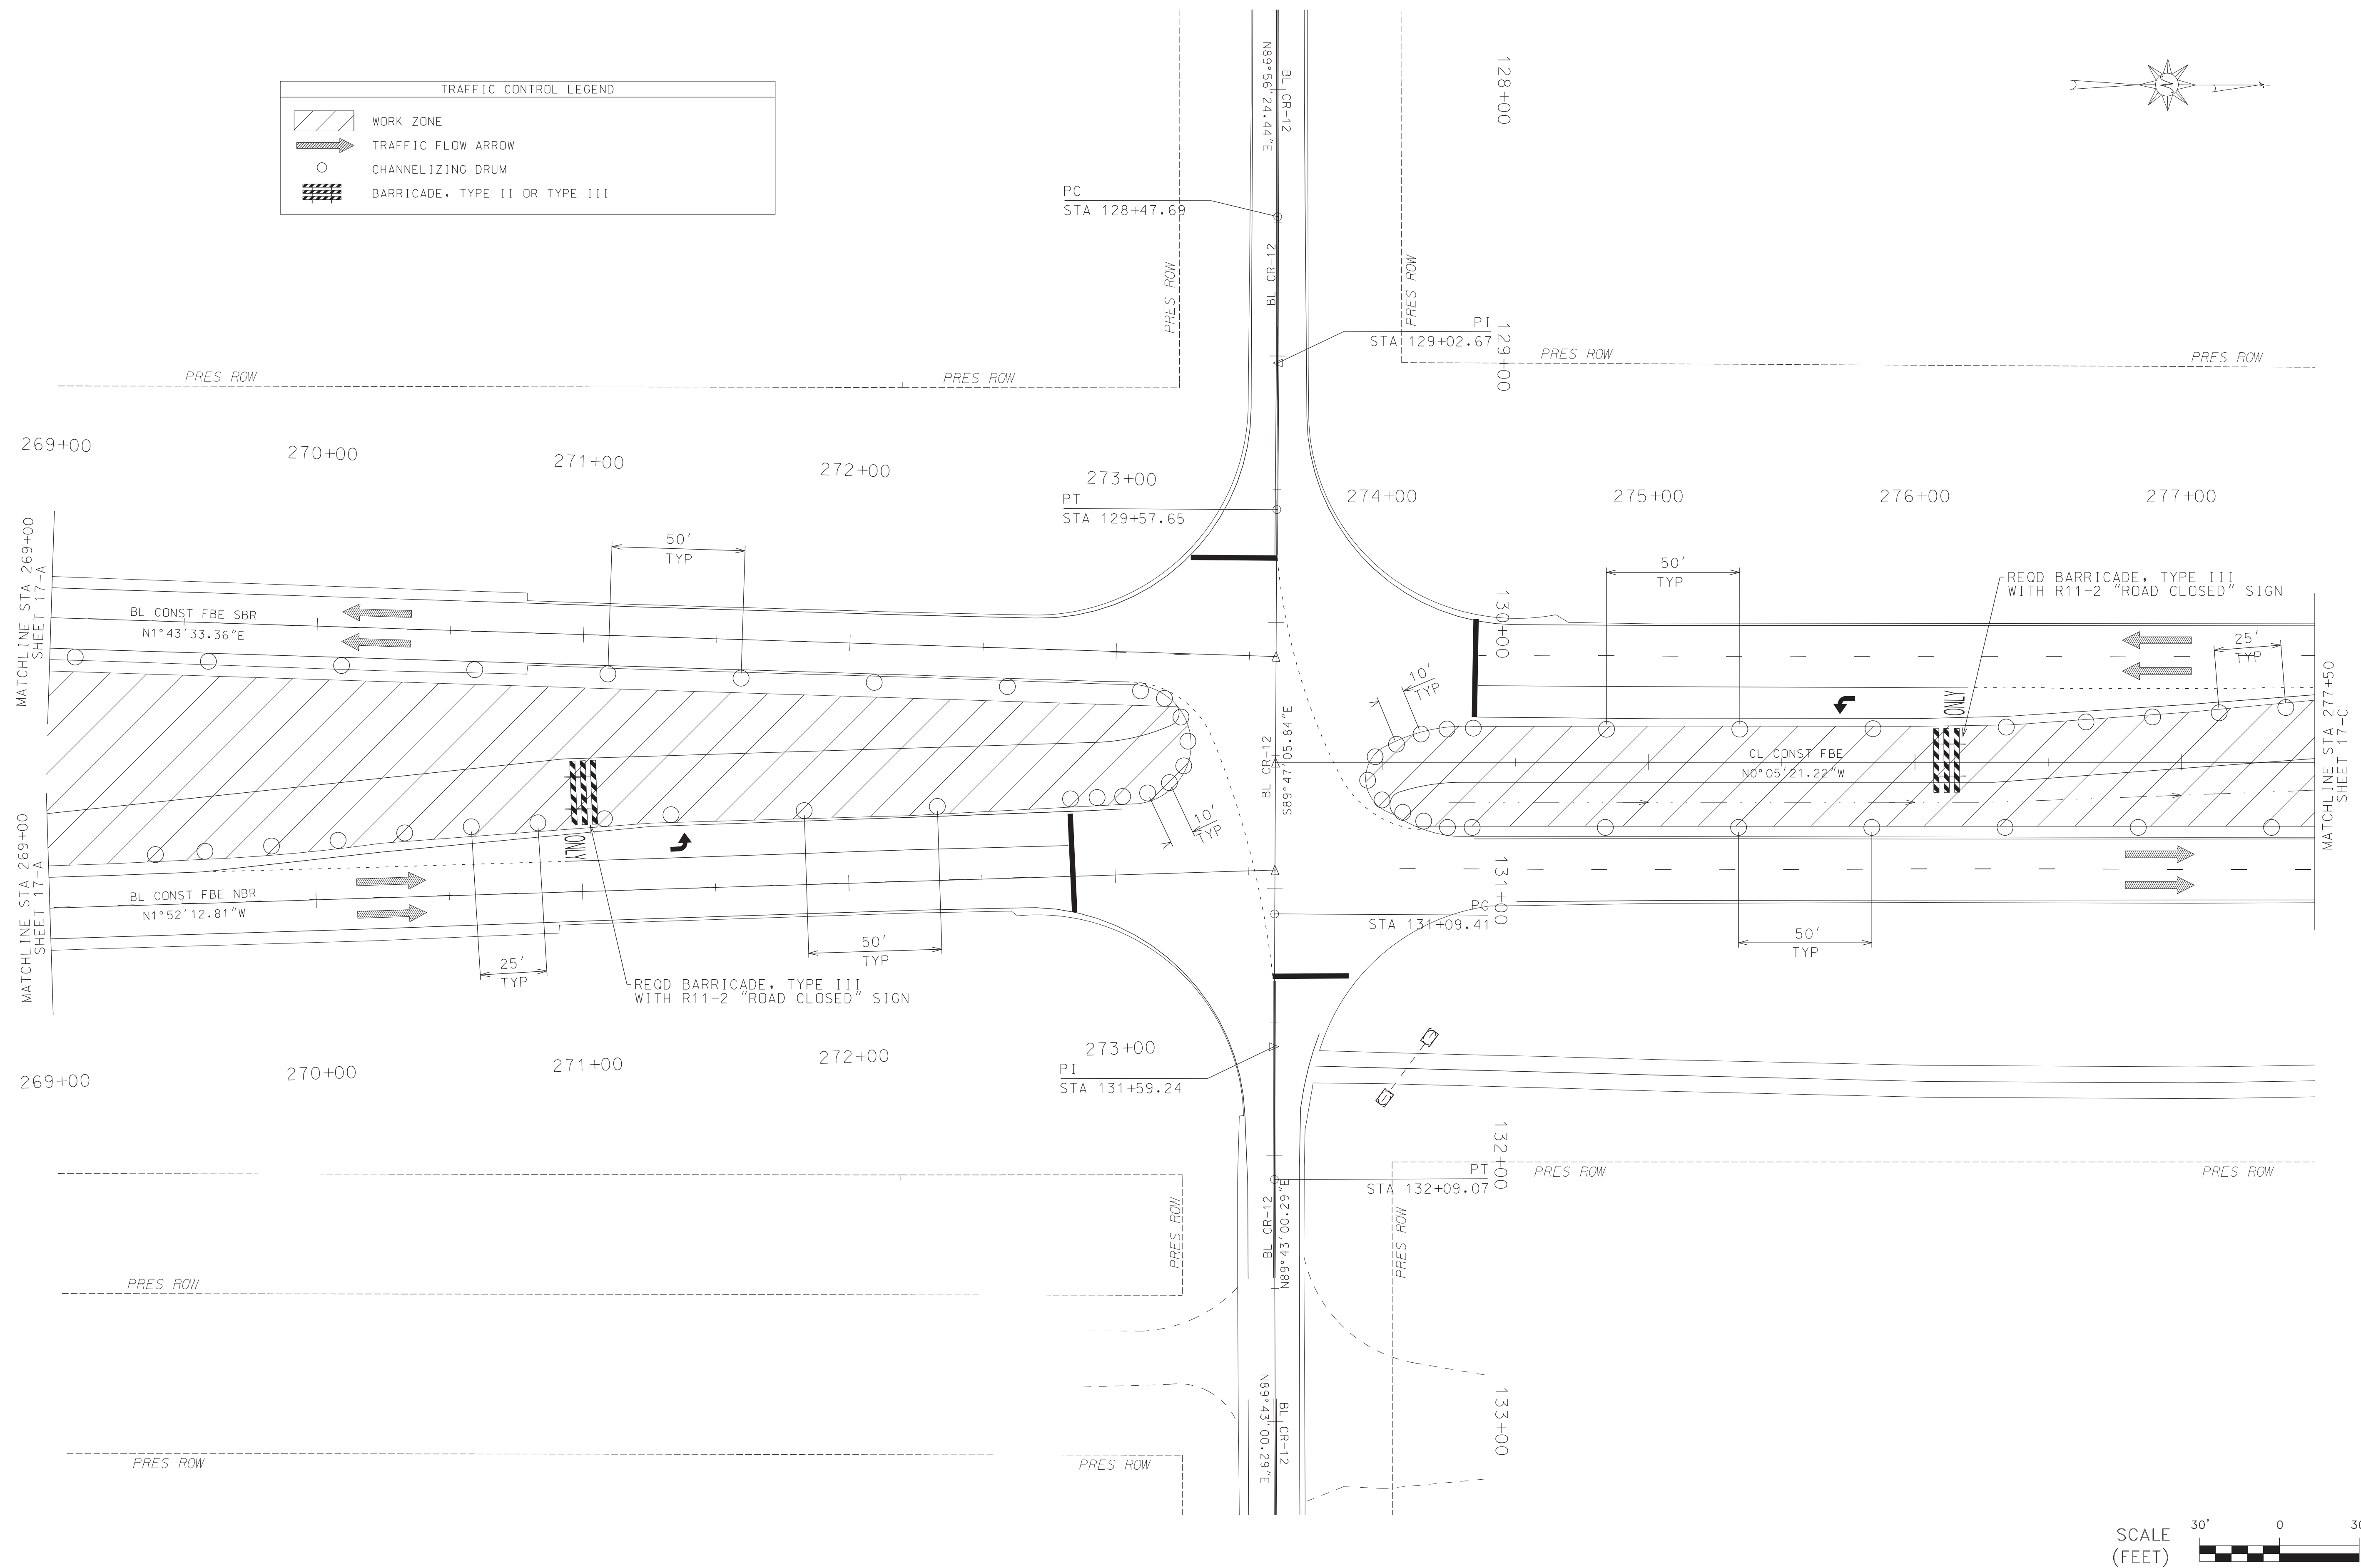 TRAFFIC CONTROL LEGEND
WORK ZONE
TRAFFIC FLOW ARROW
CHANNELIZING DRUM
BARRICADE, TYPE II OR TYPE III
N89°56'24.44"E
BL CR-12
128+00
N
PC
STA 128+47.69
BL CR-12
PRES ROW
PRES ROW
PI
STA 129+02.67
129+00
PRES ROW
PRES ROW
PRES ROW
PRES ROW
269+00
270+00
271+00
272+00
273+00
274+00
275+00
276+00
277+00
PT
STA 129+57.65
MATCHLINE STA 269+00
SHEET 17-A
50'
TYP
50'
TYP
REQD BARRICADE, TYPE III
WITH R11-2 "ROAD CLOSED" SIGN
130+00
BL CONST FBE SBR
N1°43'33.36"E
25'
TYP
10'
TYP
ONLY
MATCHLINE STA 277+50
SHEET 17-C
BL CR-12
S89°47'05.84"E
CL CONST FBE
N0°05'21.22"W
10'
TYP
ONLY
MATCHLINE STA 269+00
SHEET 17-A
BL CONST FBE NBR
N1°52'12.81"W
131+00
PC
STA 131+09.41
50'
TYP
50'
TYP
25'
TYP
REQD BARRICADE, TYPE III
WITH R11-2 "ROAD CLOSED" SIGN
269+00
270+00
271+00
272+00
273+00
PI
STA 131+59.24
132+00
PT
STA 132+09.07
PRES ROW
PRES ROW
BL CR-12
N89°43'00.29"E
PRES ROW
PRES ROW
PRES ROW
N89°43'00.29"E
BL CR-12
133+00
PRES ROW
PRES ROW
SCALE
(FEET)
30'
0